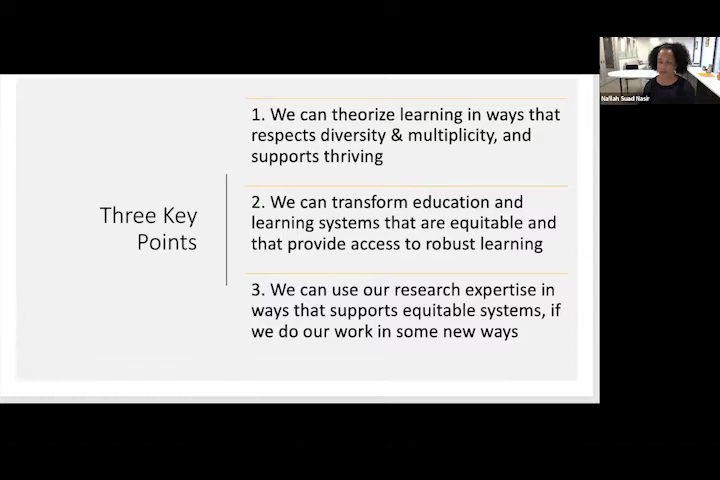 Na'ilah Suad Nasir
Three Key
Points
1. We can theorize learning in ways that
respects diversity & multiplicity, and
supports thriving
2. We can transform education and
learning systems that are equitable and
that provide access to robust learning
3. We can use our research expertise in
ways that supports equitable systems, if
we do our work in some new ways